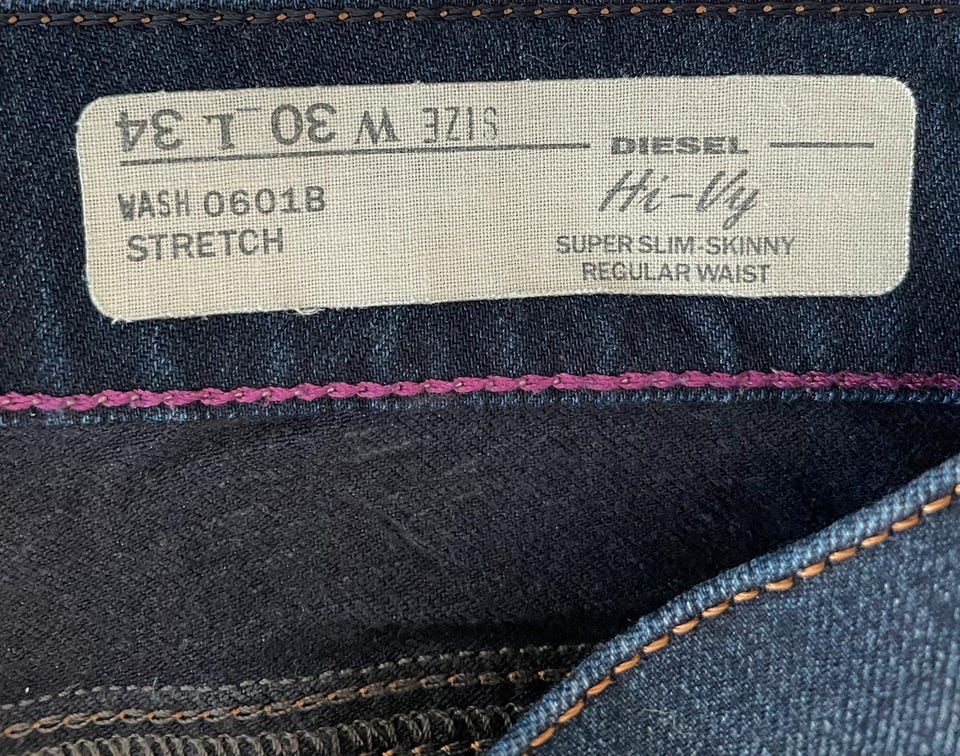 SIZE W 30 L 34
DIESEL
Hi-Vy
SUPER SLIM-SKINNY
REGULAR WAIST
WASH 0601B
STRETCH